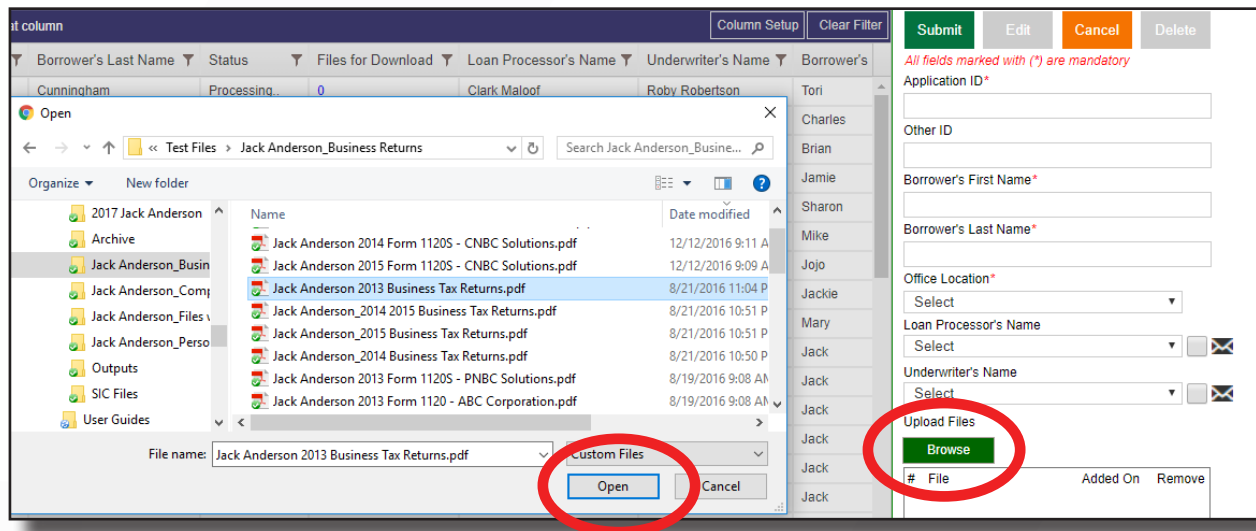 at column
Column Setup Clear Filter
Borrower's Last Name Status Files for Download Loan Processor's Name Underwriter's Name Borrower's
Cunningham Processing.. 0 Clark Maloof Roby Robertson Tori
Charles
Brian
Jamie
Sharon
Mike
Jojo
Jackie
Mary
Jack
Jack
Jack
Jack
Jack
Jack
Open
« Test Files › Jack Anderson_Business Returns
Search Jack Anderson_Busine...
Organize New folder
2017 Jack Anderson
Archive
Jack Anderson_Busin
Jack Anderson_Comp
Jack Anderson_Files
Jack Anderson_Perso
Outputs
SIC Files
User Guides
Name Date modified
Jack Anderson 2014 Form 1120S - CNBC Solutions.pdf 12/12/2016 9:11 A
Jack Anderson 2015 Form 1120S - CNBC Solutions.pdf 12/12/2016 9:09 A
Jack Anderson 2013 Business Tax Returns.pdf 8/21/2016 11:04 P
Jack Anderson_2014 2015 Business Tax Returns.pdf 8/21/2016 10:51 P
Jack Anderson_2015 Business Tax Returns.pdf 8/21/2016 10:51 P
Jack Anderson_2014 Business Tax Returns.pdf 8/21/2016 10:50 P
Jack Anderson 2013 Form 1120S - PNBC Solutions.pdf 8/19/2016 9:08 AM
Jack Anderson 2013 Form 1120 - ABC Corporation.pdf 8/19/2016 9:08 AM
File name: Jack Anderson 2013 Business Tax Returns.pdf Custom Files
Open Cancel
Submit Edit Cancel Delete
All fields marked with (*) are mandatory
Application ID*
Other ID
Borrower's First Name*
Borrower's Last Name*
Office Location*
Select
Loan Processor's Name
Select
Underwriter's Name
Select
Upload Files
Browse
# File Added On Remove